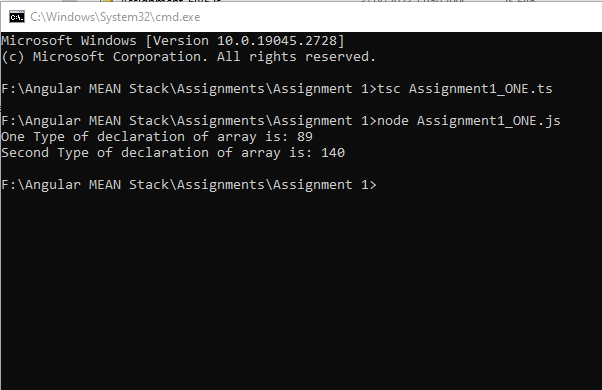 C:\Windows\System32\cmd.exe
Microsoft Windows [Version 10.0.19045.2728]
(c) Microsoft Corporation. All rights reserved.
F:\Angular MEAN Stack\Assignments\Assignment 1>tsc Assignment1_ONE.ts
F:\Angular MEAN Stack\Assignments\Assignment 1>node Assignment1_ONE.js
One Type of declaration of array is: 89
Second Type of declaration of array is: 140
F:\Angular MEAN Stack\Assignments\Assignment 1>